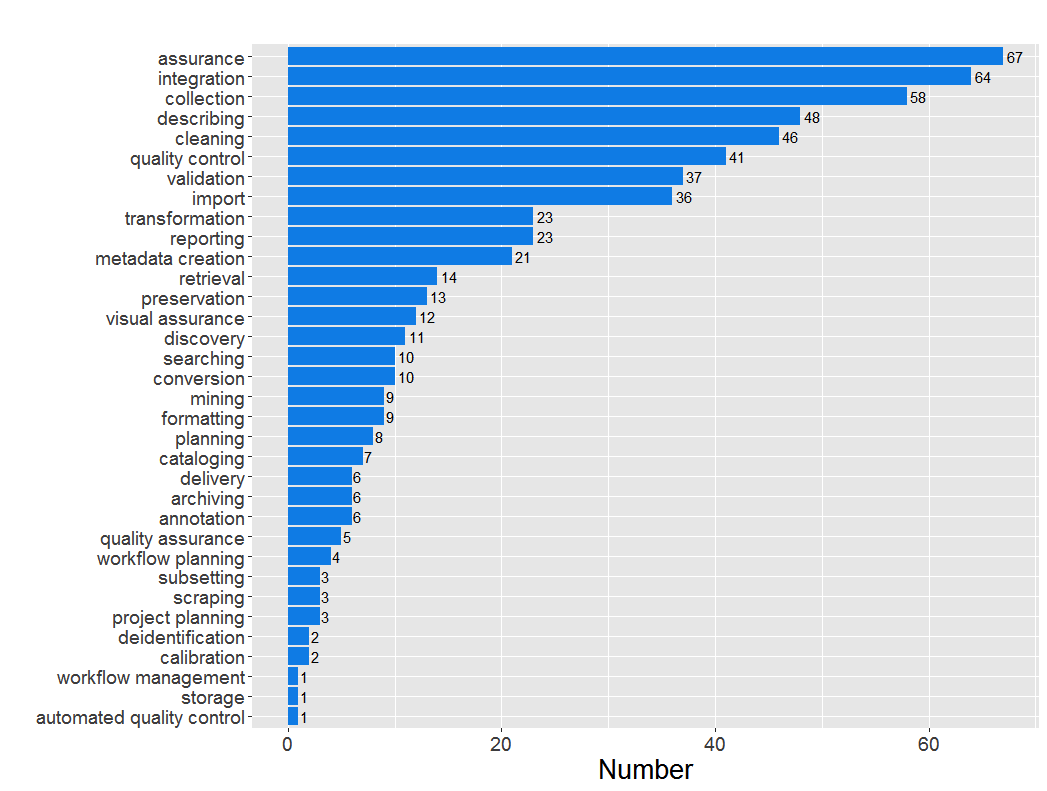 assurance 67
integration 64
collection 58
describing 48
cleaning 46
quality control 41
validation 37
import 36
transformation 23
reporting 23
metadata creation 21
retrieval 14
preservation 13
visual assurance 12
discovery 11
searching 10
conversion 10
mining 9
formatting 9
planning 8
cataloging 7
delivery 6
archiving 6
annotation 6
quality assurance 5
workflow planning 4
subsetting 3
scraping 3
project planning 3
deidentification 2
calibration 2
workflow management 1
storage 1
automated quality control 1
0 20 40 60
Number